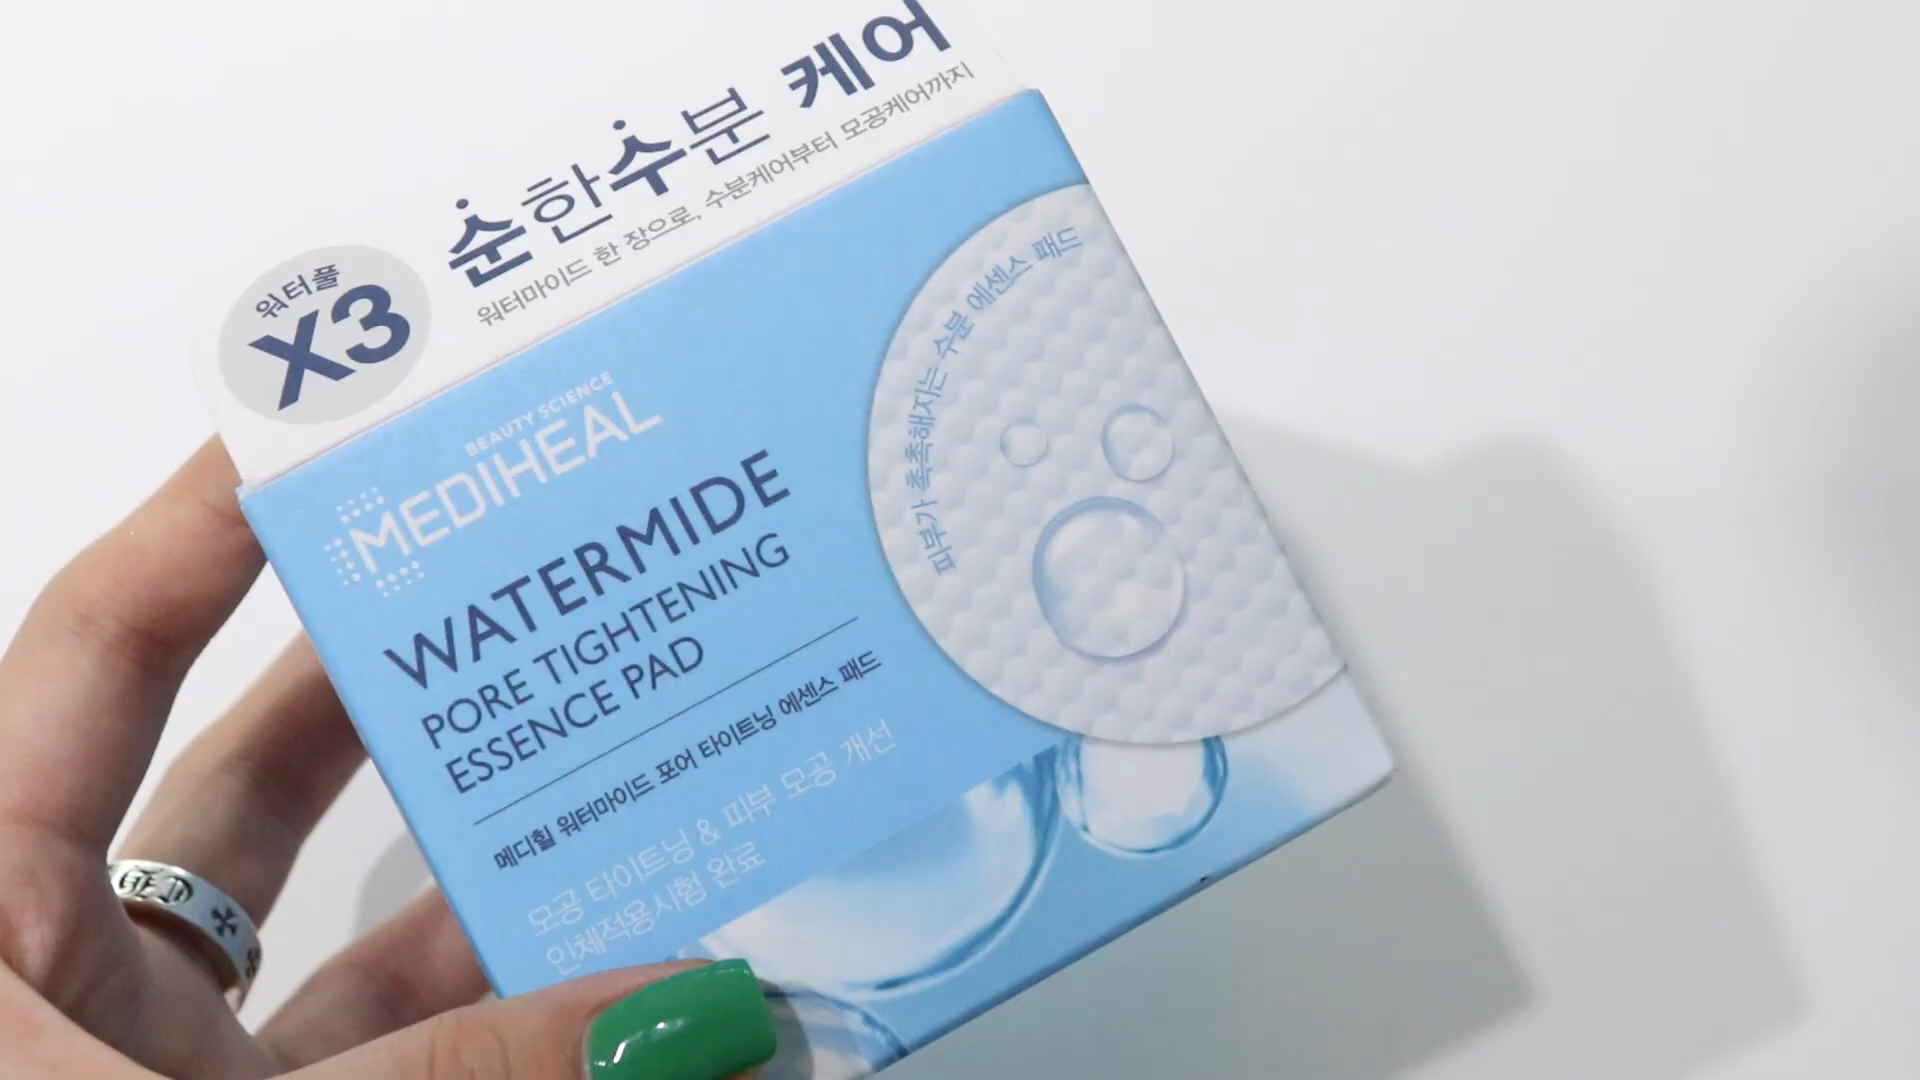 순한수분 케어
워터마이드 한 장으로, 수분케어부터 모공케어까지
워터풀
X3
BEAUTY SCIENCE
MEDIHEAL
WATERMIDE
PORE TIGHTENING
ESSENCE PAD
메디힐 워터마이드 포어 타이트닝 에센스 패드
모공 타이트닝 & 피부 모공 개선
인체적용시험 완료
피부가 촉촉해지는 수분 에센스 패드